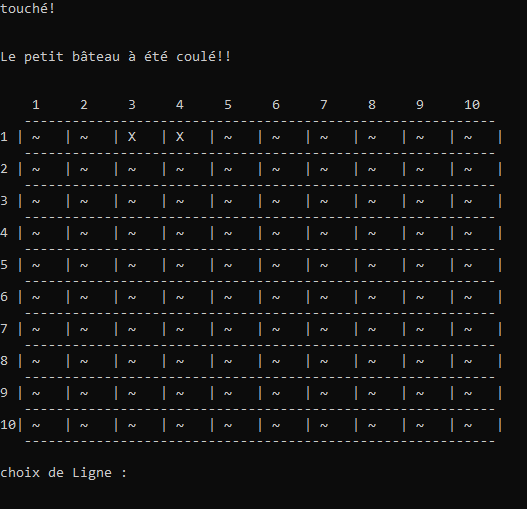 touché!
Le petit bâteau à été coulé!!
1 2 3 4 5 6 7 8 9 10
-----------------------------------------------------------
1 | ~ | ~ | X | X | ~ | ~ | ~ | ~ | ~ | ~ |
-----------------------------------------------------------
2 | ~ | ~ | ~ | ~ | ~ | ~ | ~ | ~ | ~ | ~ |
-----------------------------------------------------------
3 | ~ | ~ | ~ | ~ | ~ | ~ | ~ | ~ | ~ | ~ |
-----------------------------------------------------------
4 | ~ | ~ | ~ | ~ | ~ | ~ | ~ | ~ | ~ | ~ |
-----------------------------------------------------------
5 | ~ | ~ | ~ | ~ | ~ | ~ | ~ | ~ | ~ | ~ |
-----------------------------------------------------------
6 | ~ | ~ | ~ | ~ | ~ | ~ | ~ | ~ | ~ | ~ |
-----------------------------------------------------------
7 | ~ | ~ | ~ | ~ | ~ | ~ | ~ | ~ | ~ | ~ |
-----------------------------------------------------------
8 | ~ | ~ | ~ | ~ | ~ | ~ | ~ | ~ | ~ | ~ |
-----------------------------------------------------------
9 | ~ | ~ | ~ | ~ | ~ | ~ | ~ | ~ | ~ | ~ |
-----------------------------------------------------------
10| ~ | ~ | ~ | ~ | ~ | ~ | ~ | ~ | ~ | ~ |
-----------------------------------------------------------
choix de Ligne :